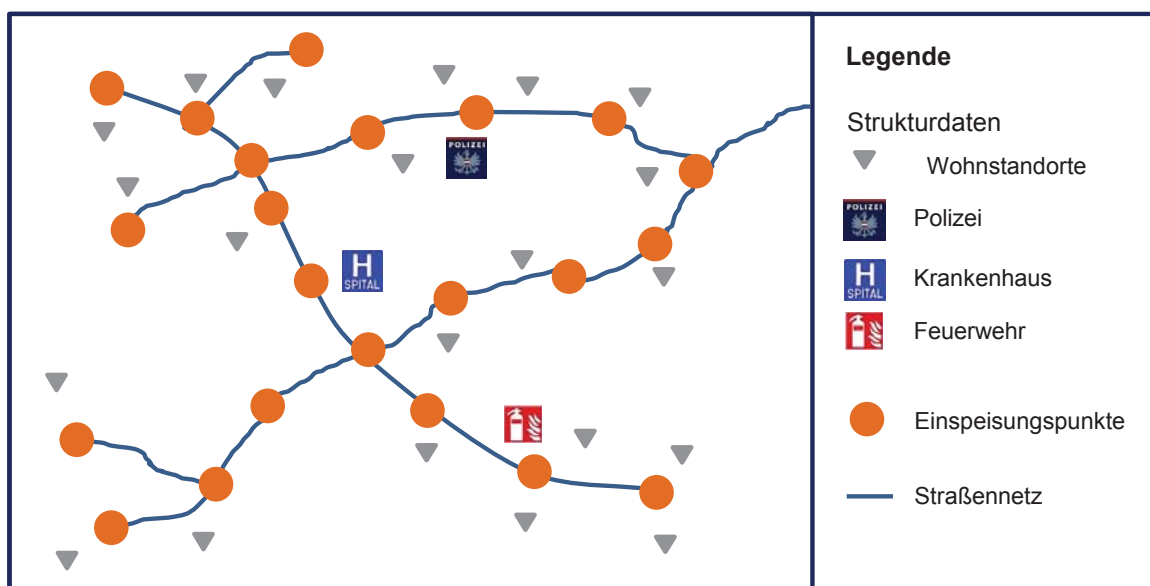 POLIZEI
H
SPITAL
Legende
Strukturdaten
Wohnstandorte
POLIZEI
Polizei
H
SPITAL
Krankenhaus
Feuerwehr
Einspeisungspunkte
Straßennetz